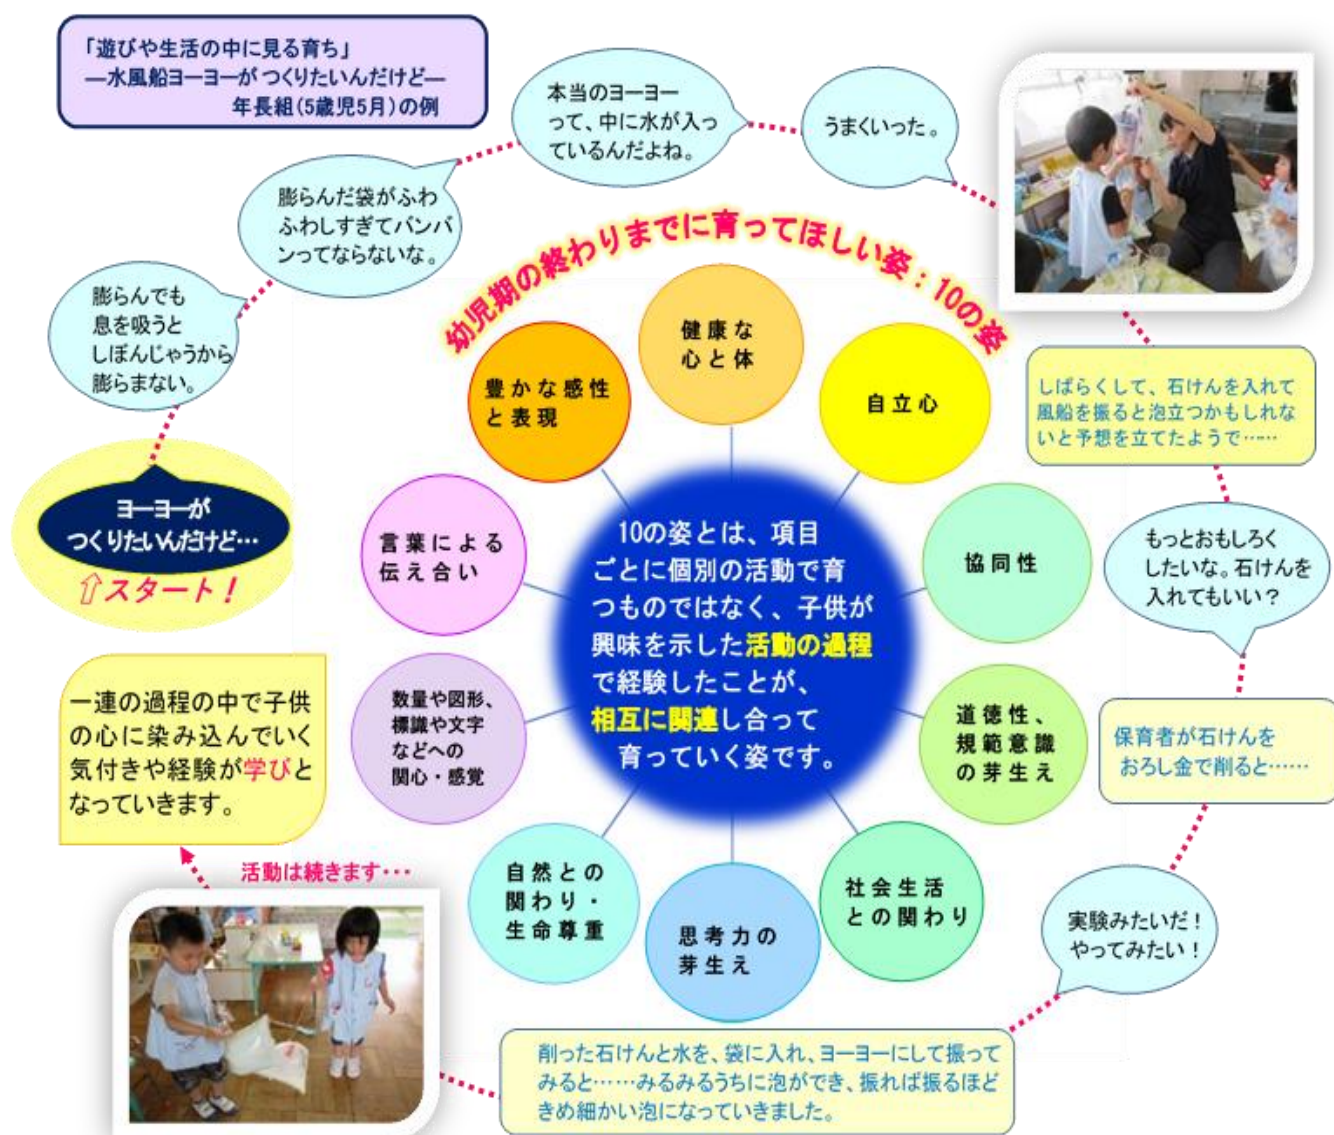 「遊びや生活の中に見る育ち」
―水風船ヨーヨーが つくりたいんだけど―
年長組(5歳児5月)の例
ヨーヨーが
つくりたいんだけど…
⇧スタート!
膨らんでも
息を吸うと
しぼんじゃうから
膨らまない。
膨らんだ袋がふわ
ふわしすぎてパンパ
ンってならないな。
本当のヨーヨー
って、中に水が入っ
ているんだよね。
うまくいった。
しばらくして、石けんを入れて
風船を振ると泡立つかもしれな
いと予想を立てたようで……
もっとおもしろく
したいな。石けんを
入れてもいい?
保育者が石けんを
おろし金で削ると……
実験みたいだ!
やってみたい!
削った石けんと水を、袋に入れ、ヨーヨーにして振って
みると……みるみるうちに泡ができ、振れば振るほど
きめ細かい泡になっていきました。
活動は続きます・・・
一連の過程の中で子供
の心に染み込んでいく
気付きや経験が学びと
なっていきます。
幼児期の終わりまでに育ってほしい姿:10の姿
健康な
心と体
自立心
協同性
道徳性、
規範意識
の芽生え
社会生活
との関わり
思考力の
芽生え
自然との
関わり・
生命尊重
数量や図形、
標識や文字
などへの
関心・感覚
言葉による
伝え合い
豊かな感性
と表現
10の姿とは、項目
ごとに個別の活動で育
つものではなく、子供が
興味を示した活動の過程
で経験したことが、
相互に関連し合って
育っていく姿です。